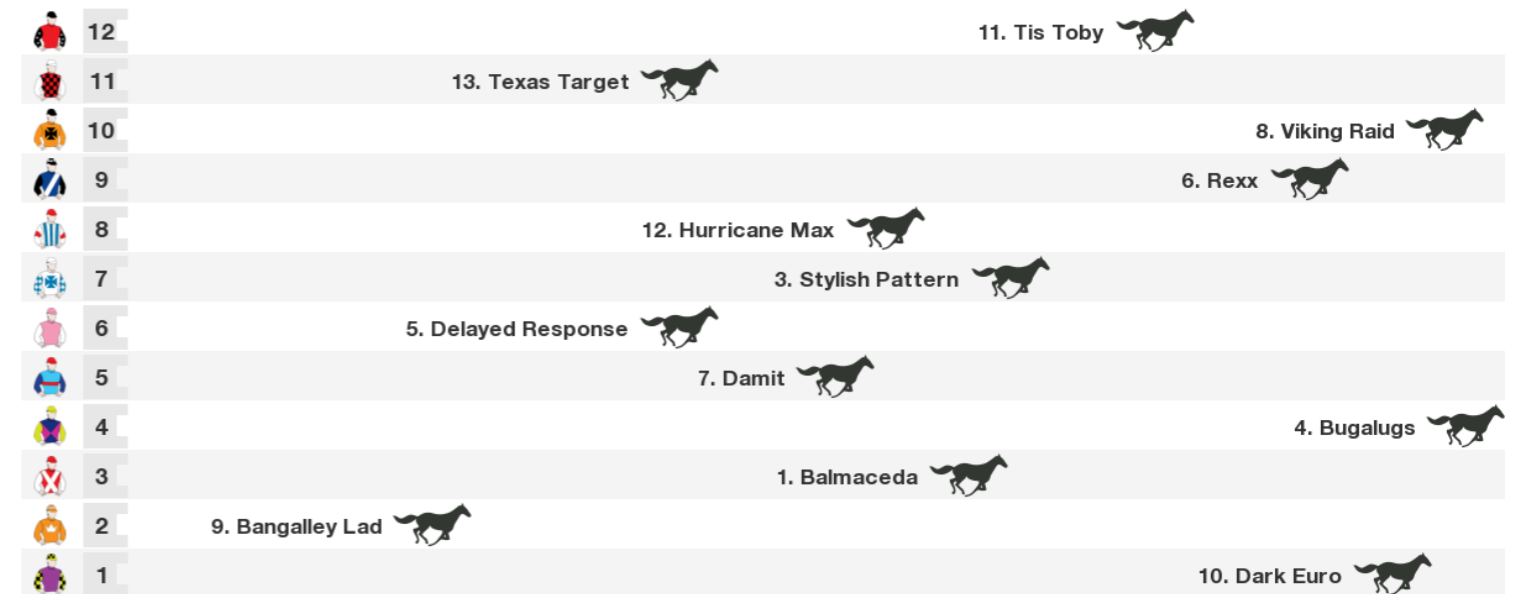 12 11. Tis Toby
11 13. Texas Target
10 8. Viking Raid
9 6. Rexx
8 12. Hurricane Max
7 3. Stylish Pattern
6 5. Delayed Response
5 7. Damit
4 4. Bugalugs
3 1. Balmaceda
2 9. Bangalley Lad
1 10. Dark Euro